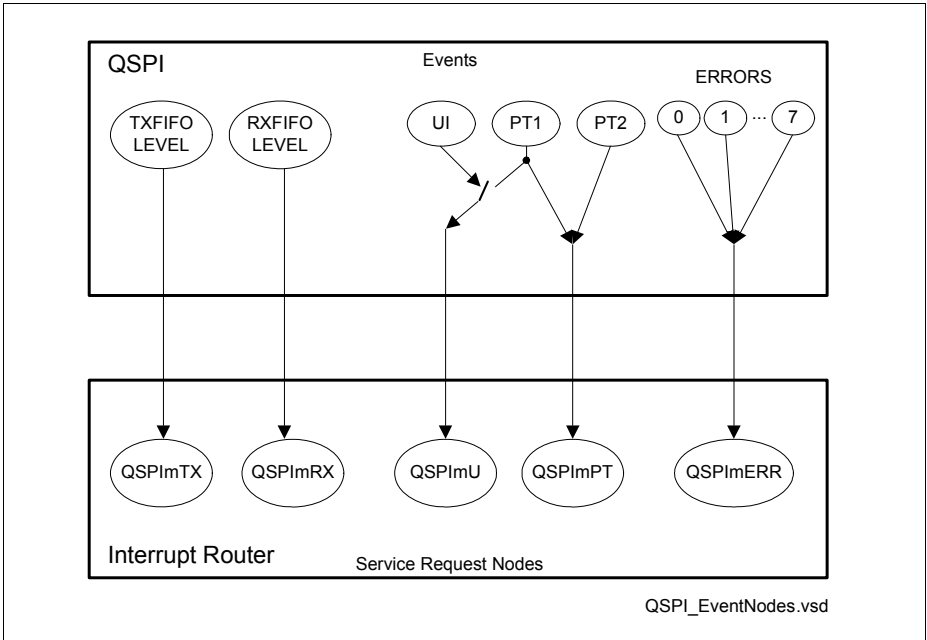 QSPI
Events
ERRORS
TXFIFO
LEVEL
RXFIFO
LEVEL
UI
PT1
PT2
0
1
...
7
QSPImTX
QSPImRX
QSPImU
QSPImPT
QSPImERR
Interrupt Router
Service Request Nodes
QSPI_EventNodes.vsd